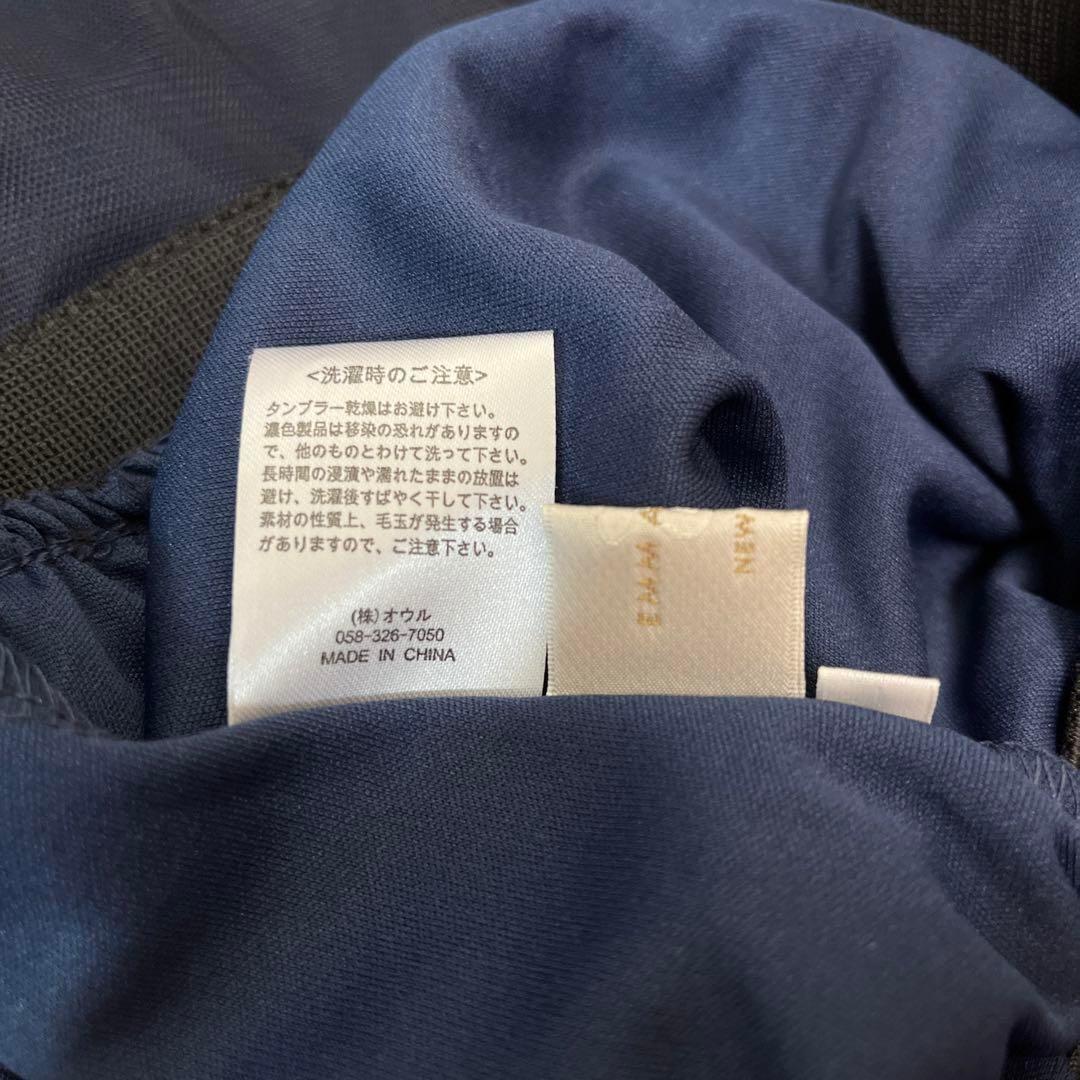 <洗濯時のご注意>
タンブラー乾燥はお避け下さい。
濃色製品は移染の恐れがありますの
で、他のものとわけて洗って下さい。
長時間の浸漬や濡れたままの放置は
避け、洗濯後すばやく干して下さい。
素材の性質上、毛玉が発生する場合
がありますので、ご注意下さい。
(株)オウル
058-326-7050
MADE IN CHINA
EMMA
NEW